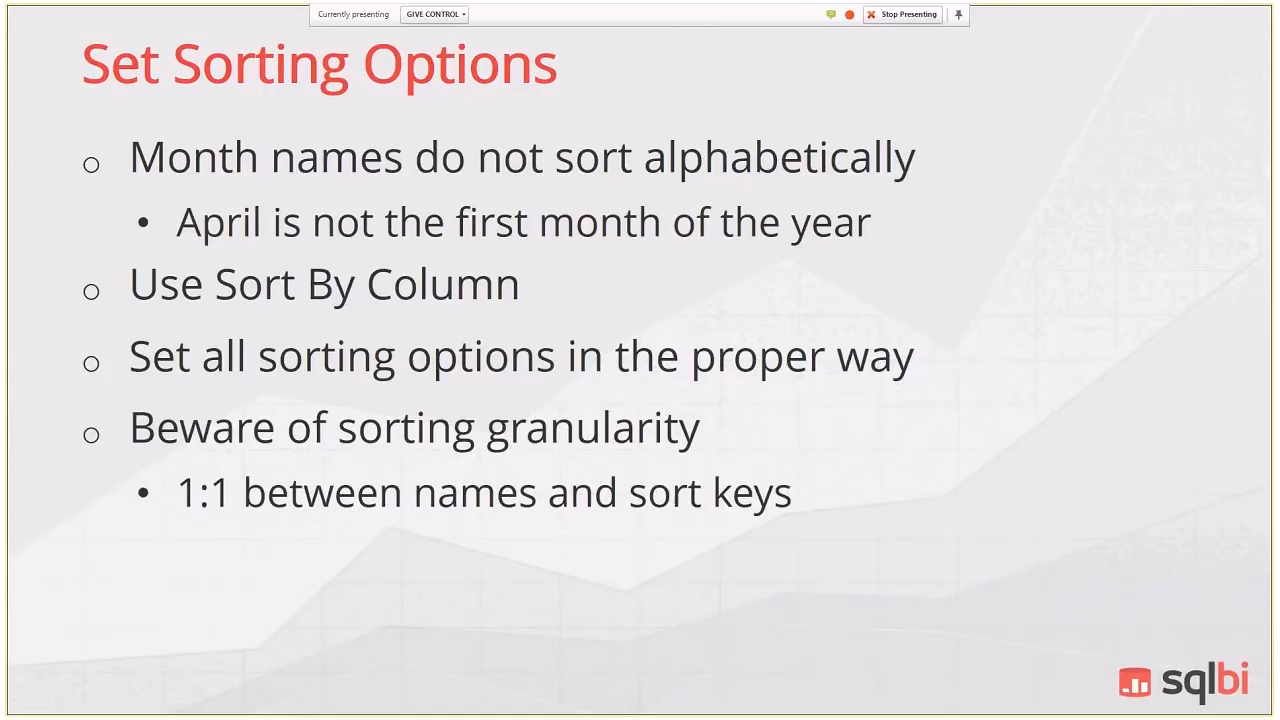 Currently presenting GIVE CONTROL Stop Presenting
Set Sorting Options
Month names do not sort alphabetically
April is not the first month of the year
Use Sort By Column
Set all sorting options in the proper way
Beware of sorting granularity
1:1 between names and sort keys
sqlbi